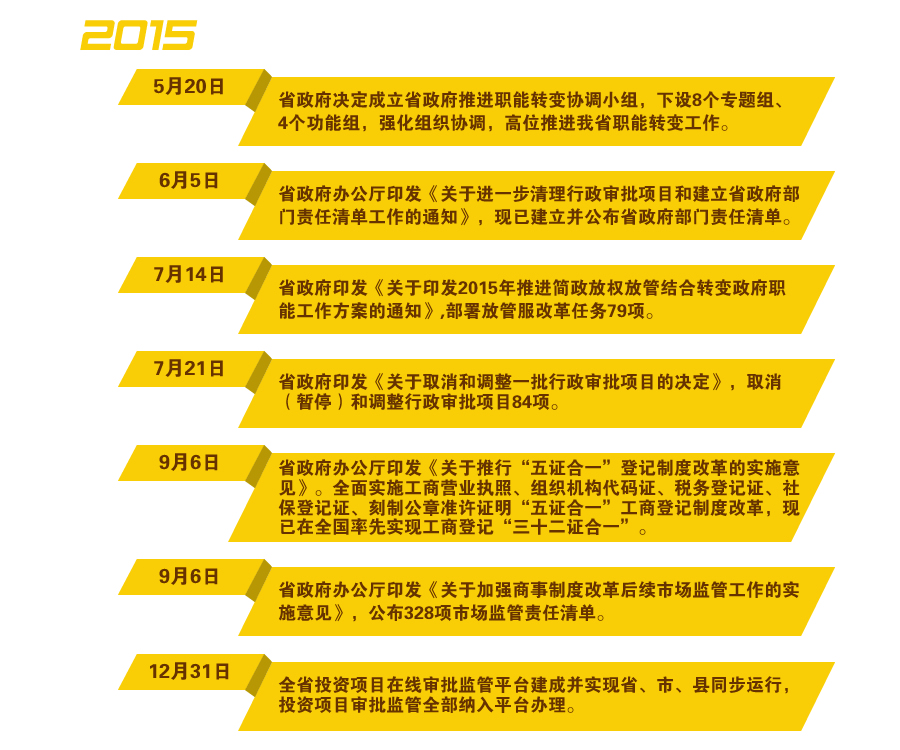 2015
5月20日
省政府决定成立省政府推进职能转变协调小组，下设8个专题组、
4个功能组，强化组织协调，高位推进我省职能转变工作。
6月5日
省政府办公厅印发《关于进一步清理行政审批项目和建立省政府部
门责任清单工作的通知》，现已建立并公布省政府部门责任清单。
7月14日
省政府印发《关于印发2015年推进简政放权放管结合转变政府职
能工作方案的通知》,部署放管服改革任务79项。
7月21日
省政府印发《关于取消和调整一批行政审批项目的决定》，取消
（暂停）和调整行政审批项目84项。
9月6日
省政府办公厅印发《关于推行“五证合一”登记制度改革的实施意
见》。全面实施工商营业执照、组织机构代码证、税务登记证、社
保登记证、刻制公章准许证明“五证合一”工商登记制度改革，现
已在全国率先实现工商登记“三十二证合一”。
9月6日
省政府办公厅印发《关于加强商事制度改革后续市场监管工作的实
施意见》，公布328项市场监管责任清单。
12月31日
全省投资项目在线审批监管平台建成并实现省、市、县同步运行，
投资项目审批监管全部纳入平台办理。